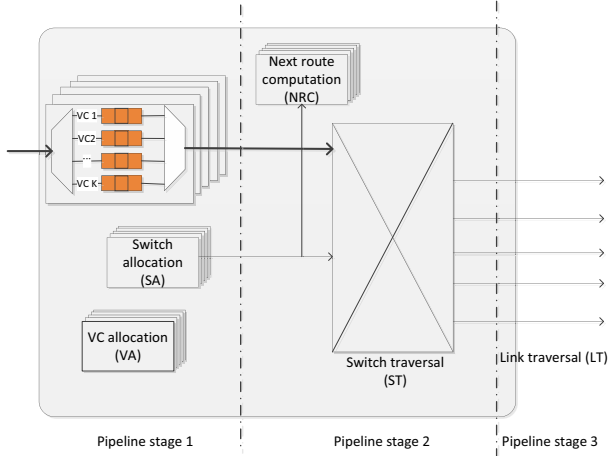 Next route
computation
(NRC)
VC 1
VC2
...
VC K
Switch
allocation
(SA)
VC allocation
(VA)
Switch traversal
(ST)
Link traversal (LT)
Pipeline stage 1
Pipeline stage 2
Pipeline stage 3